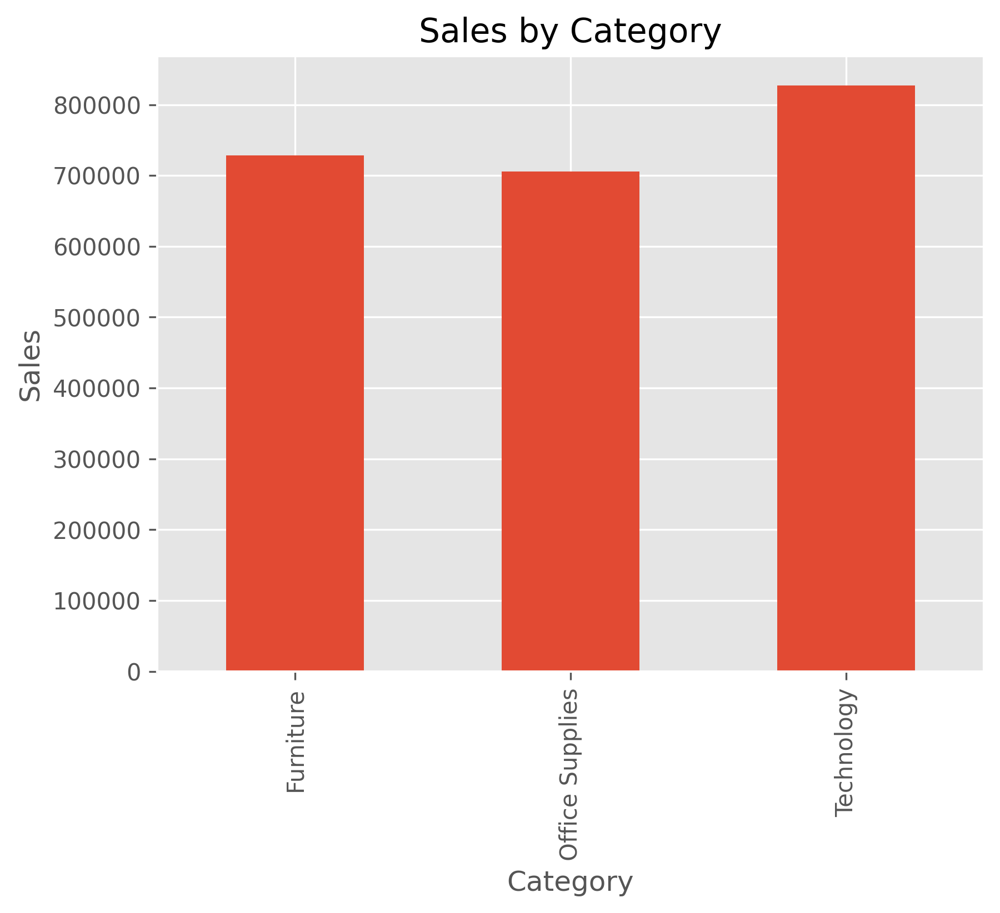 Sales by Category
800000
700000
600000
500000
400000
300000
200000
100000
0
Sales
Furniture
Office Supplies
Technology
Category